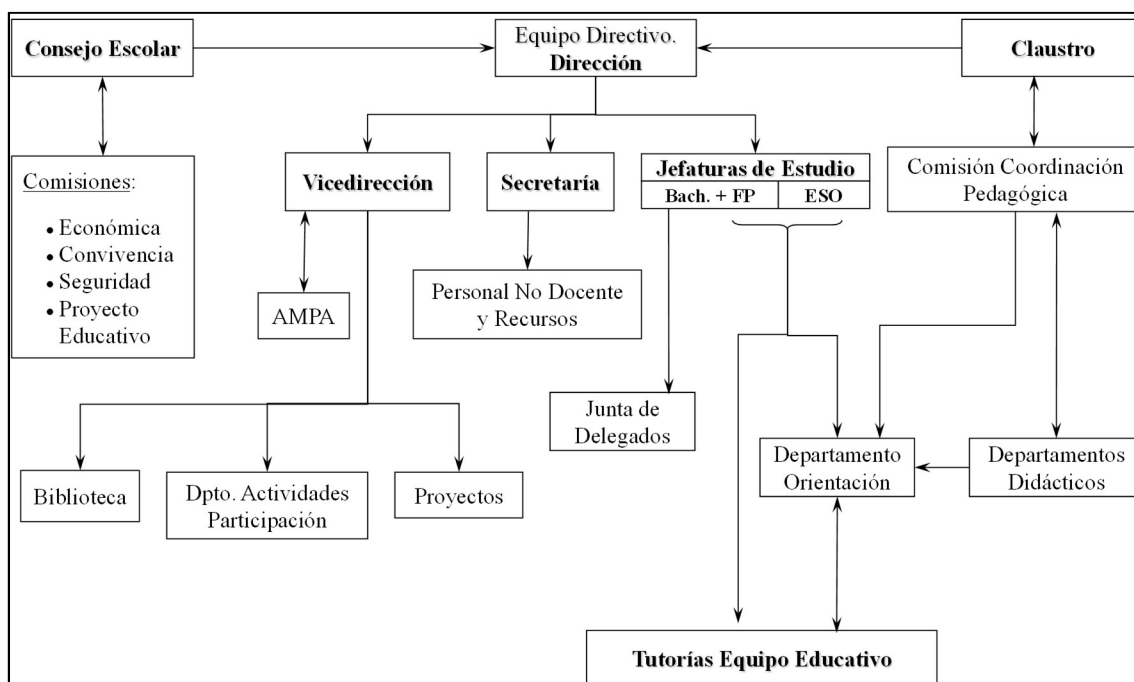 Consejo Escolar
Equipo Directivo.
Dirección
Claustro
Comisiones:
• Económica
• Convivencia
• Seguridad
• Proyecto
Educativo
Vicedirección
Secretaría
Jefaturas de Estudio
Bach. + FP
ESO
Comisión Coordinación
Pedagógica
AMPA
Personal No Docente
y Recursos
Junta de
Delegados
Biblioteca
Dpto. Actividades
Participación
Proyectos
Departamento
Orientación
Departamentos
Didácticos
Tutorías Equipo Educativo